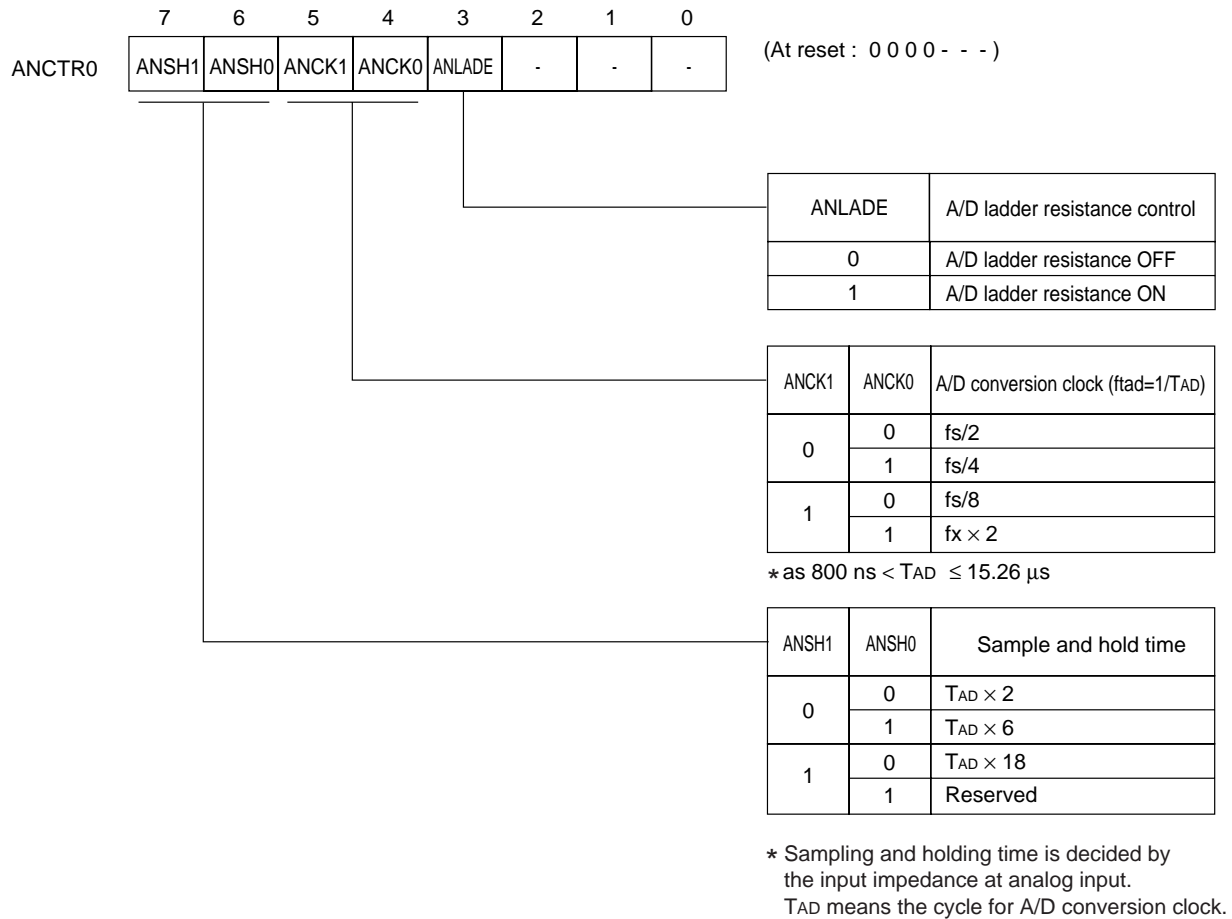 7 6 5 4 3 2 1 0
ANCTR0 ANSH1 ANSH0 ANCK1 ANCK0 ANLADE - - - (At reset : 0 0 0 0 - - - )
ANLADE A/D ladder resistance control
0 A/D ladder resistance OFF
1 A/D ladder resistance ON
ANCK1 ANCK0 A/D conversion clock (ftad=1/TAD)
0 0 fs/2
1 fs/4
1 0 fs/8
1 fx × 2
* as 800 ns < TAD ≤ 15.26 μs
ANSH1 ANSH0 Sample and hold time
0 0 TAD × 2
1 TAD × 6
1 0 TAD × 18
1 Reserved
* Sampling and holding time is decided by
the input impedance at analog input.
TAD means the cycle for A/D conversion clock.